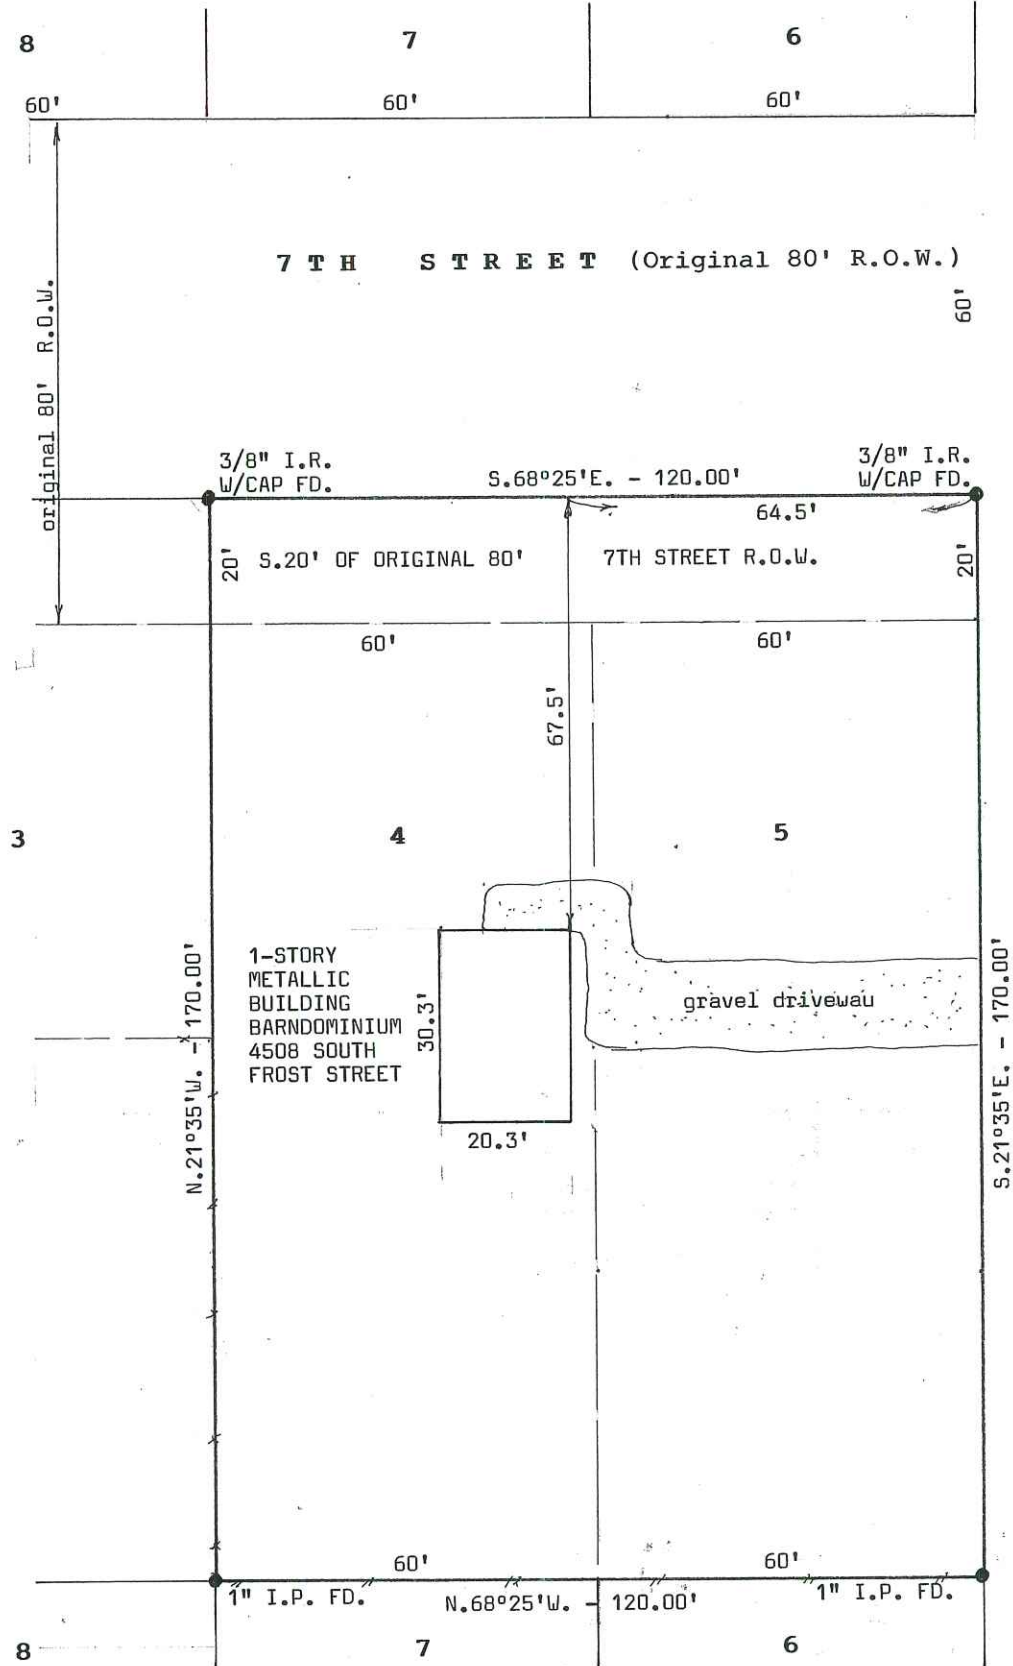 8 7 6
60' 60' 60'
7TH STREET (Original 80' R.O.W.)
60'
original 80' R.O.W.
3/8" I.R.
W/CAP FD.
S.68°25'E. - 120.00'
3/8" I.R.
W/CAP FD.
64.5'
20'
S.20' OF ORIGINAL 80' 7TH STREET R.O.W.
20'
60' 60'
67.5'
3 4 5
N.21°35'W. - 170.00'
1-STORY
METALLIC
BUILDING
BARNDOMINIUM
4508 SOUTH
FROST STREET
30.3'
20.3'
gravel driveway
S.21°35'E. - 170.00'
60' 60'
1" I.P. FD.
N.68°25'W. - 120.00'
1" I.P. FD.
8 7 6